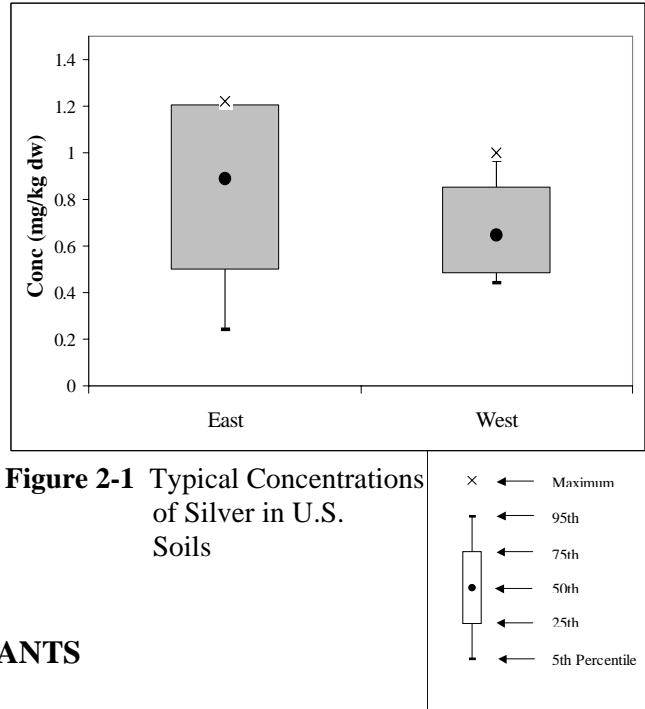 1.4
1.2
1
0.8
0.6
0.4
0.2
0
Conc (mg/kg dw)
East West
Figure 2-1 Typical Concentrations
of Silver in U.S.
Soils
Maximum
95th
75th
50th
25th
5th Percentile
ANTS